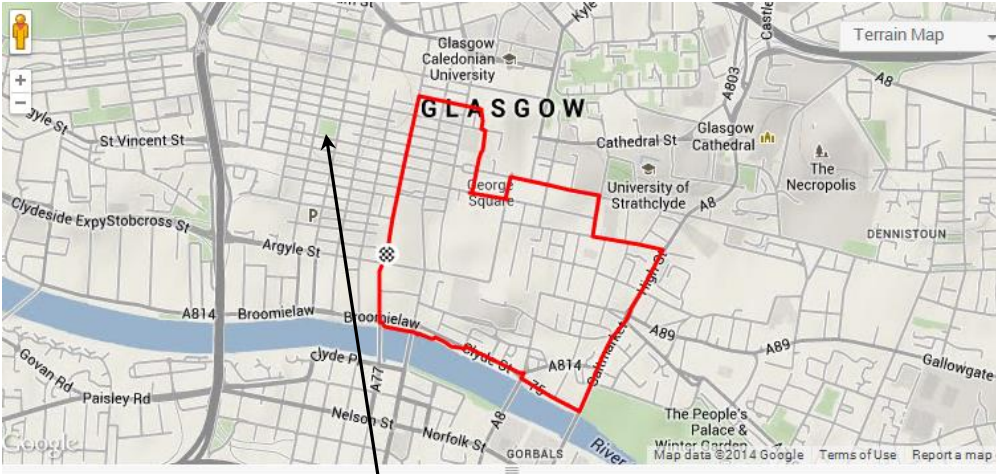 Terrain Map
Kyle
Castle
Glasgow
Caledonian
University
A8
A803
GLASGOW
St Vincent St
Cathedral St
Glasgow
Cathedral
The
Necropolis
George
Square
University of
Strathclyde
A8
P
Clydeside Expy
Stobcross St
DENNISTOUN
Argyle St
High St
A814
Broomielaw
Broomielaw
Clyde St
A814
75
Saltmarket
A89
A89
Gallowgate
Govan Rd
Paisley Rd
Clyde P
A77
Nelson St
Norfolk St
A8
GORBALS
River
The People's
Palace &
Winter Garden
Google
Map data ©2014 Google
Terms of Use
Report a map